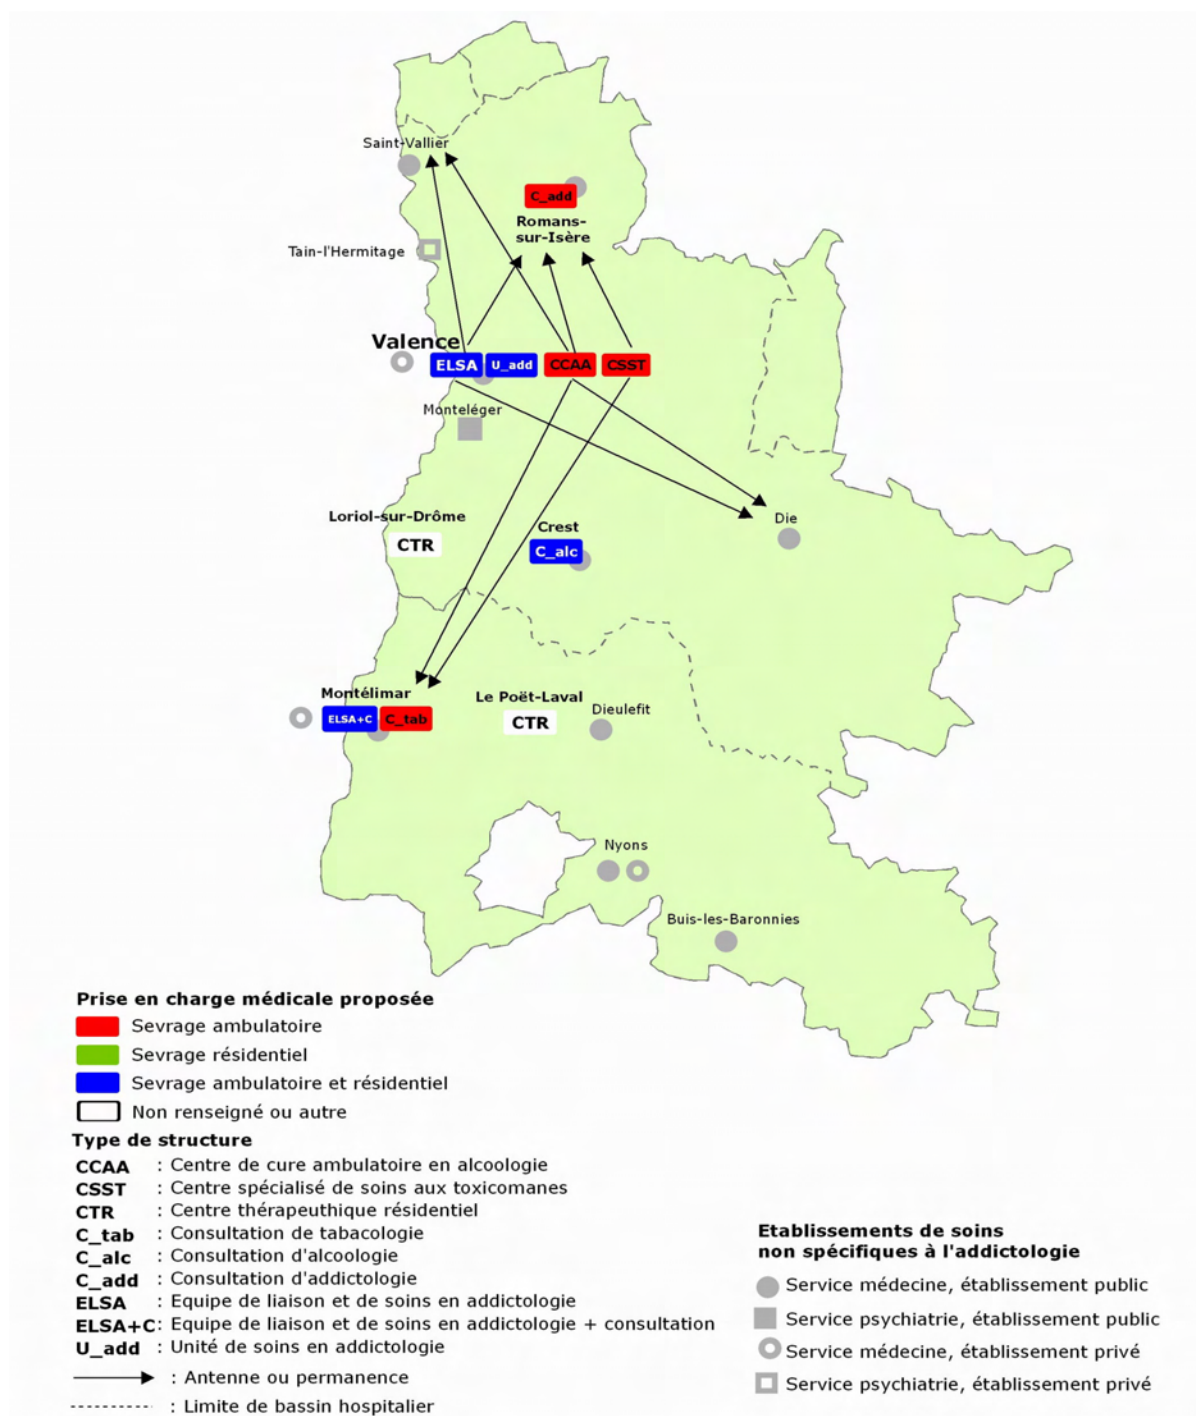 Saint-Vallier
C_add
Romans-
sur-Isère
Tain-l'Hermitage
Valence
ELSA
U_add
CCAA
CSST
Monteléger
Loriol-sur-Drôme
CTR
Crest
C_alc
Die
Montélimar
ELSA+C
C_tab
Le Poët-Laval
CTR
Dieulefit
Nyons
Buis-les-Baronnies
Prise en charge médicale proposée
Sevrage ambulatoire
Sevrage résidentiel
Sevrage ambulatoire et résidentiel
Non renseigné ou autre
Type de structure
CCAA : Centre de cure ambulatoire en alcoologie
CSST : Centre spécialisé de soins aux toxicomanes
CTR : Centre thérapeuthique résidentiel
C_tab : Consultation de tabacologie
C_alc : Consultation d'alcoologie
C_add : Consultation d'addictologie
ELSA : Equipe de liaison et de soins en addictologie
ELSA+C: Equipe de liaison et de soins en addictologie + consultation
U_add : Unité de soins en addictologie
: Antenne ou permanence
: Limite de bassin hospitalier
Etablissements de soins
non spécifiques à l'addictologie
Service médecine, établissement public
Service psychiatrie, établissement public
Service médecine, établissement privé
Service psychiatrie, établissement privé